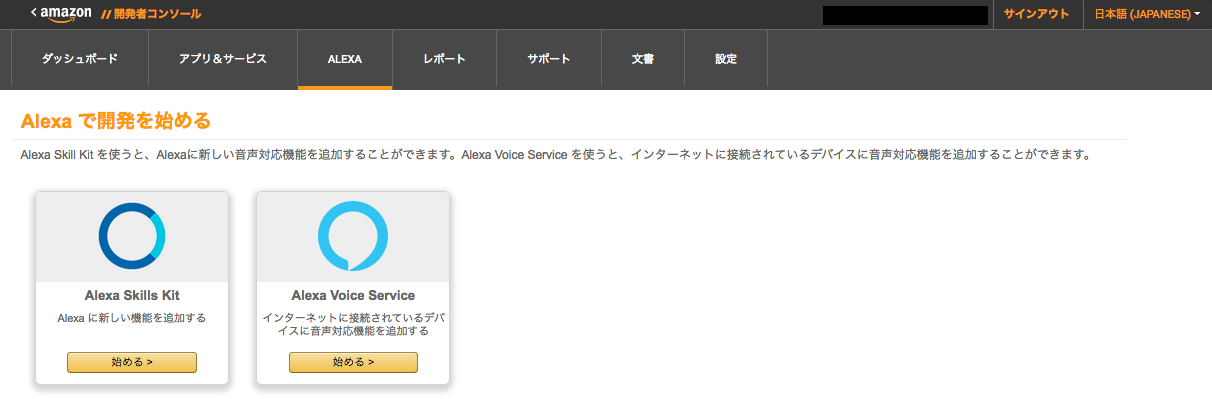 < amazon // 開発者コンソール
サインアウト
日本語 (JAPANESE)
ダッシュボード
アプリ＆サービス
ALEXA
レポート
サポート
文書
設定
Alexa で開発を始める
Alexa Skill Kit を使うと、Alexaに新しい音声対応機能を追加することができます。Alexa Voice Service を使うと、インターネットに接続されているデバイスに音声対応機能を追加することができます。
Alexa Skills Kit
Alexa に新しい機能を追加する
始める >
Alexa Voice Service
インターネットに接続されているデバ
イスに音声対応機能を追加する
始める >